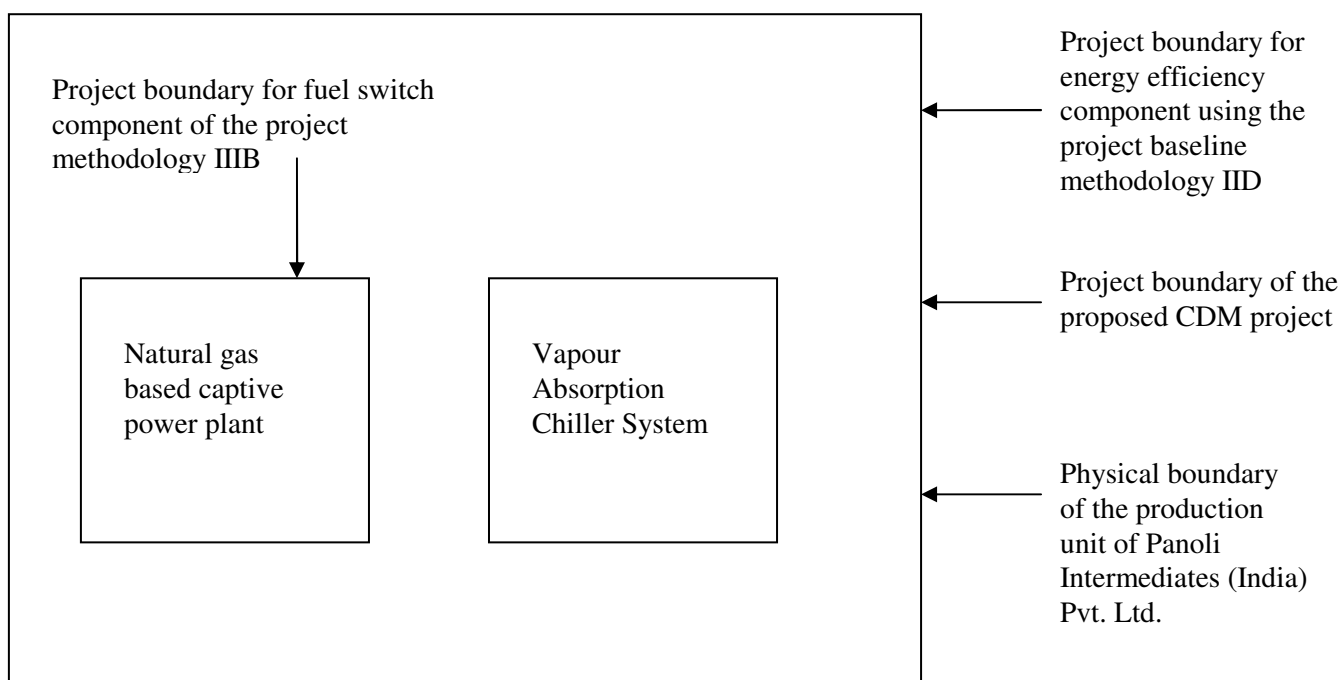 Project boundary for fuel switch
component of the project
methodology IIIB
Natural gas
based captive
power plant
Vapour
Absorption
Chiller System
Project boundary for
energy efficiency
component using the
project baseline
methodology IID
Project boundary of the
proposed CDM project
Physical boundary
of the production
unit of Panoli
Intermediates (India)
Pvt. Ltd.